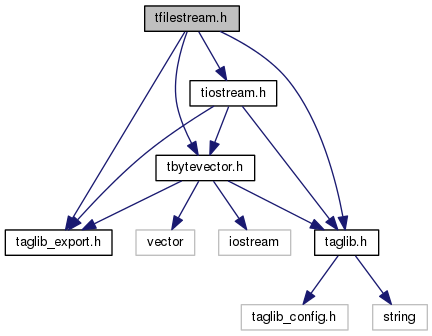 tfilestream.h
tiostream.h
tbytevector.h
taglib_export.h
vector
iostream
taglib.h
taglib_config.h
string